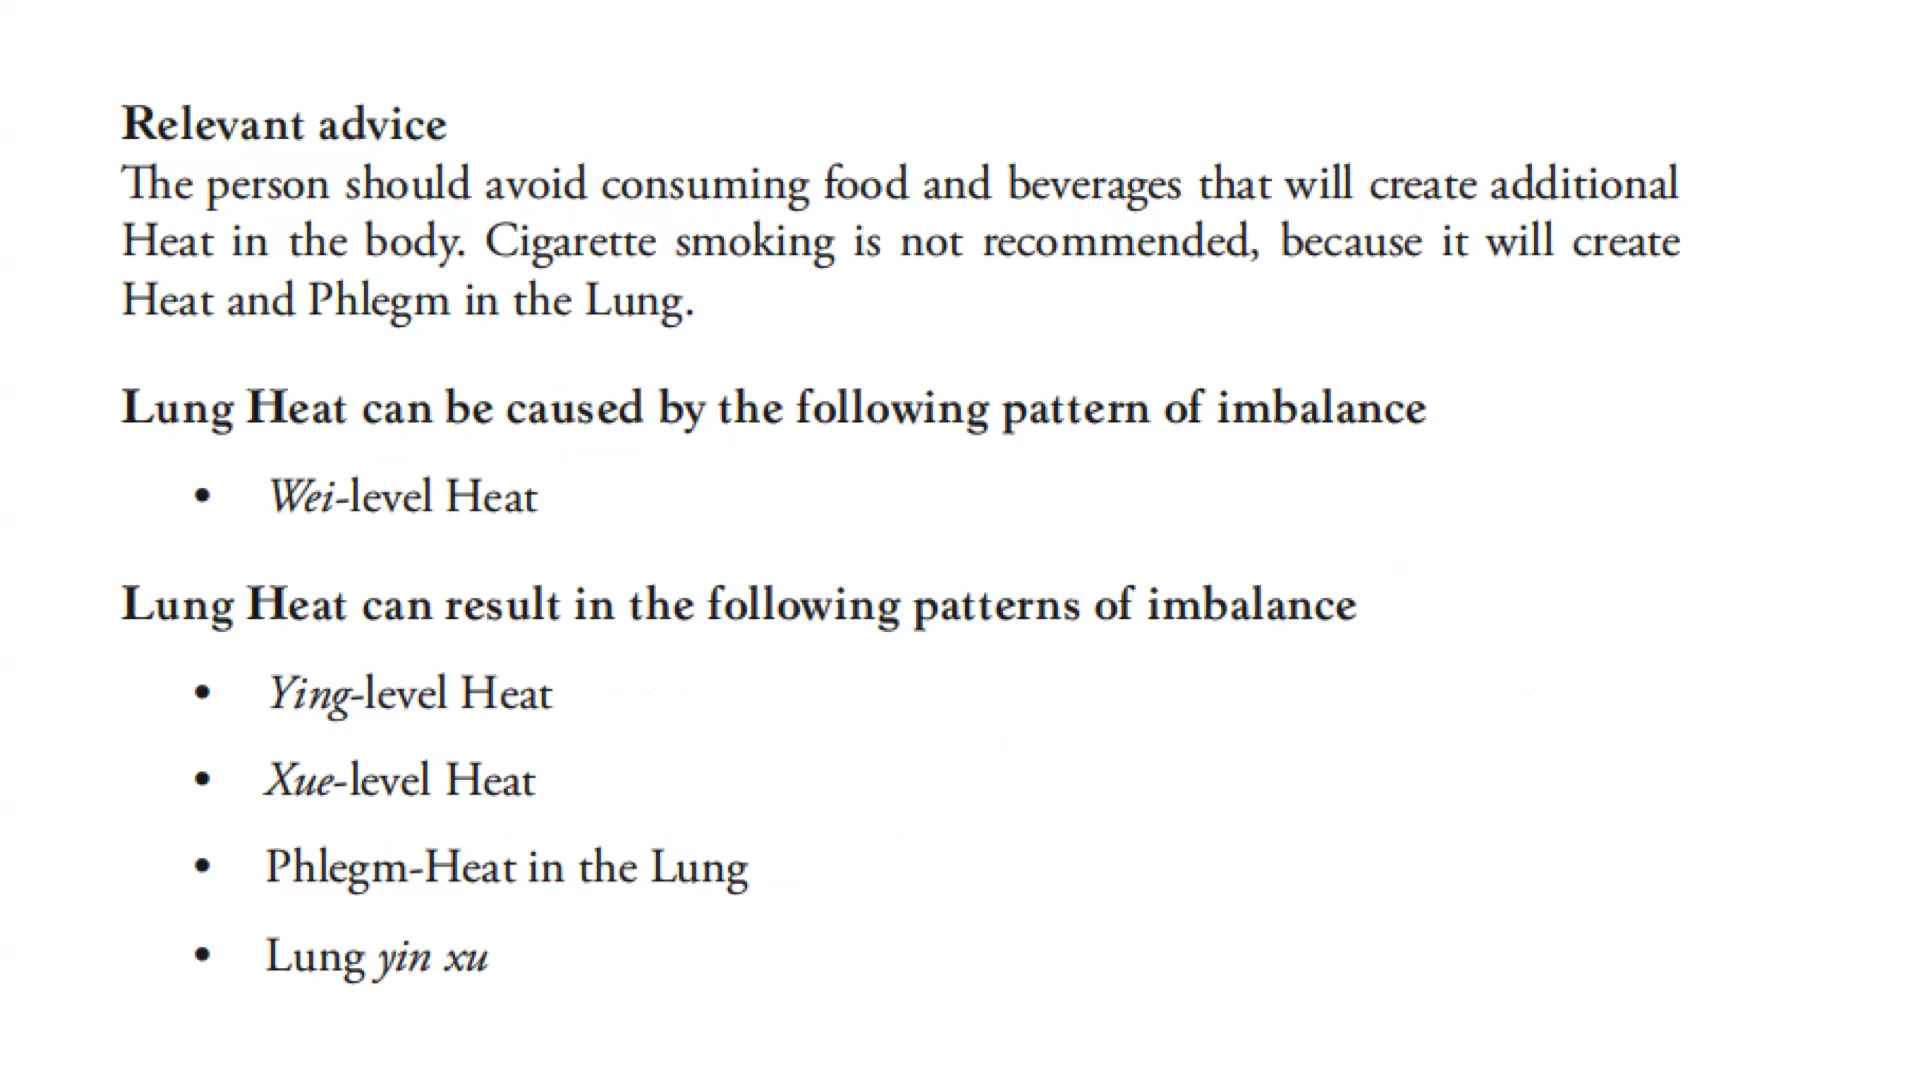 Relevant advice
The person should avoid consuming food and beverages that will create additional
Heat in the body. Cigarette smoking is not recommended, because it will create
Heat and Phlegm in the Lung.
Lung Heat can be caused by the following pattern of imbalance
• Wei-level Heat
Lung Heat can result in the following patterns of imbalance
• Ying-level Heat
• Xue-level Heat
• Phlegm-Heat in the Lung
• Lung yin xu